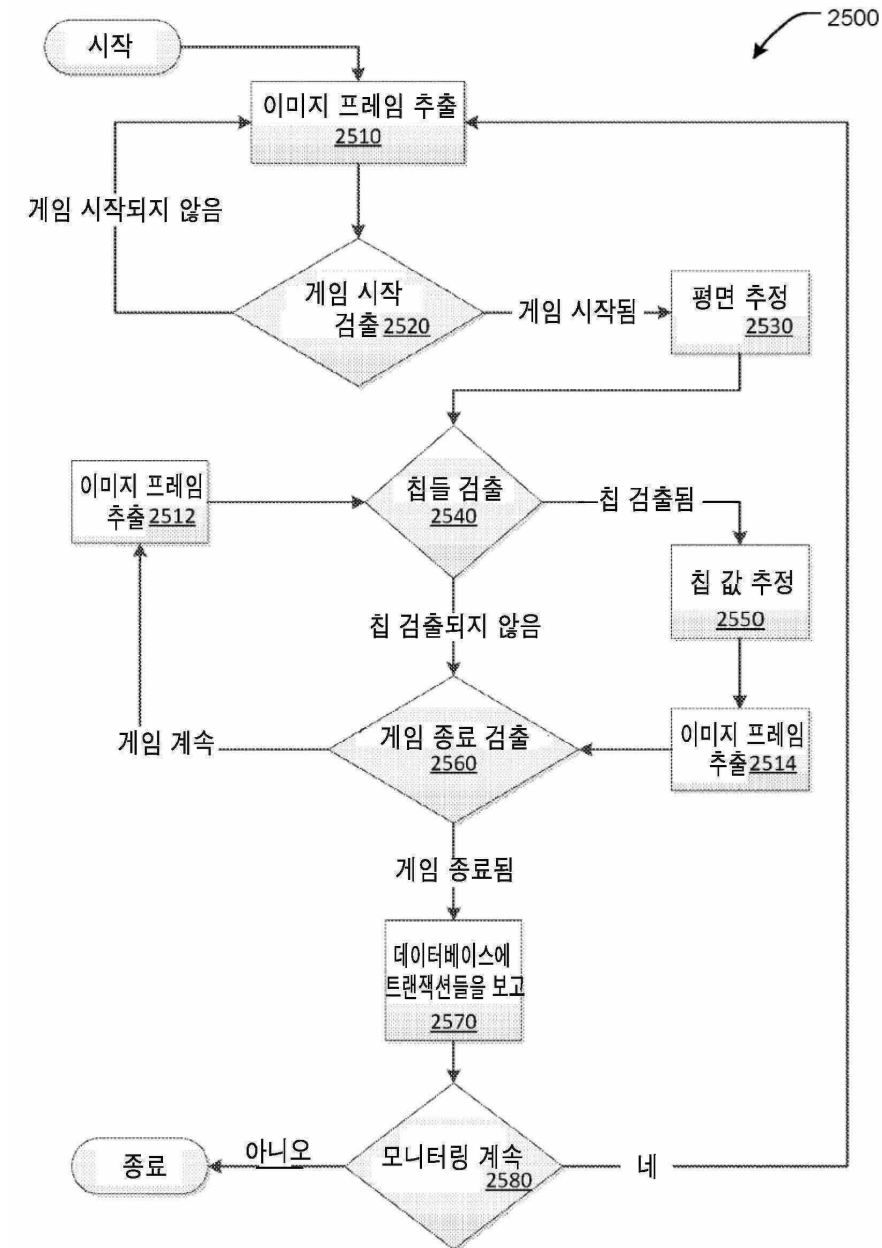 2500
시작
이미지 프레임 추출
2510
게임 시작되지 않음
게임 시작
검출 2520
게임 시작됨
평면 추정
2530
이미지 프레임
추출 2512
칩들 검출
2540
칩 검출됨
칩 값 추정
2550
칩 검출되지 않음
게임 계속
게임 종료 검출
2560
이미지 프레임
추출 2514
게임 종료됨
데이터베이스에
트랜잭션들을 보고
2570
종료
아니오
모니터링 계속
2580
네